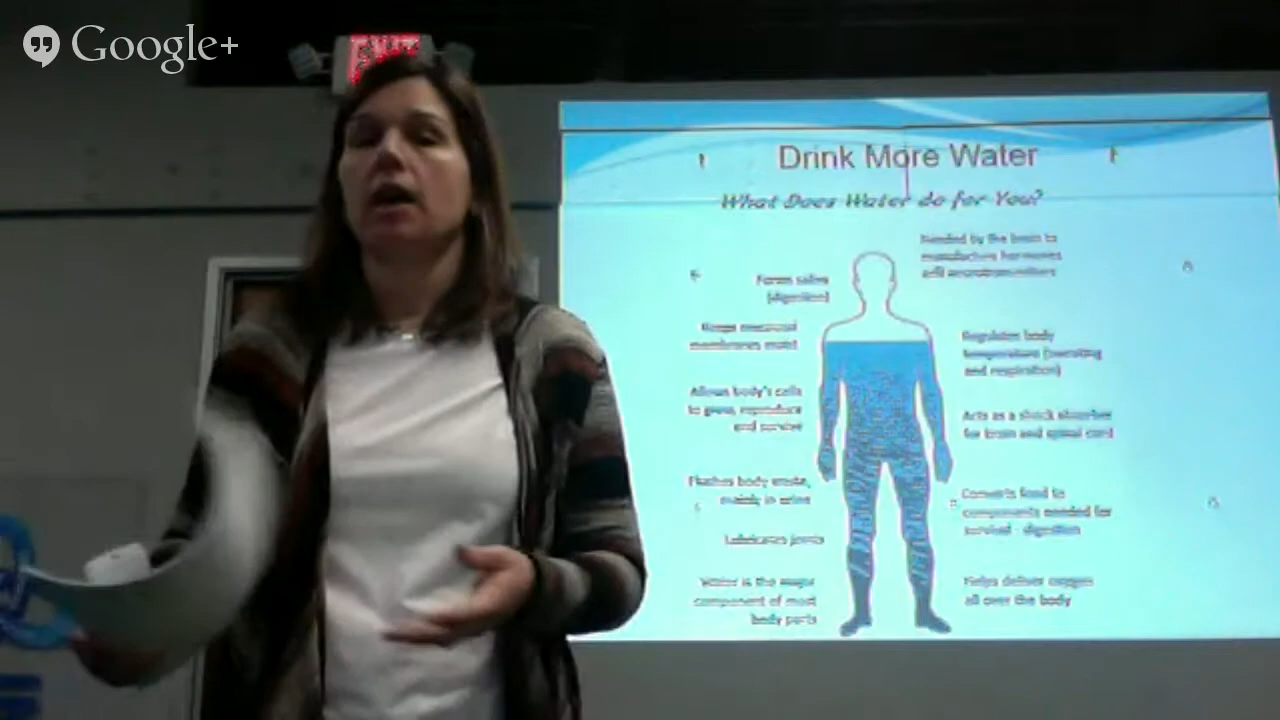 Google+
EXIT
Drink More Water
What Does Water do for You?
Needed by the brain to
manufacture hormones
and neurotransmitters
Forms saliva
(digestion)
Keeps mucosal
membranes moist
Regulates body
temperature (sweating
and respiration)
Allows body's cells
to grow, reproduce
and survive
Acts as a shock absorber
for brain and spinal cord
Flushes body waste,
mainly in urine
Converts food to
components needed for
survival - digestion
Lubricates joints
Water is the major
component of most
body parts
Helps deliver oxygen
all over the body